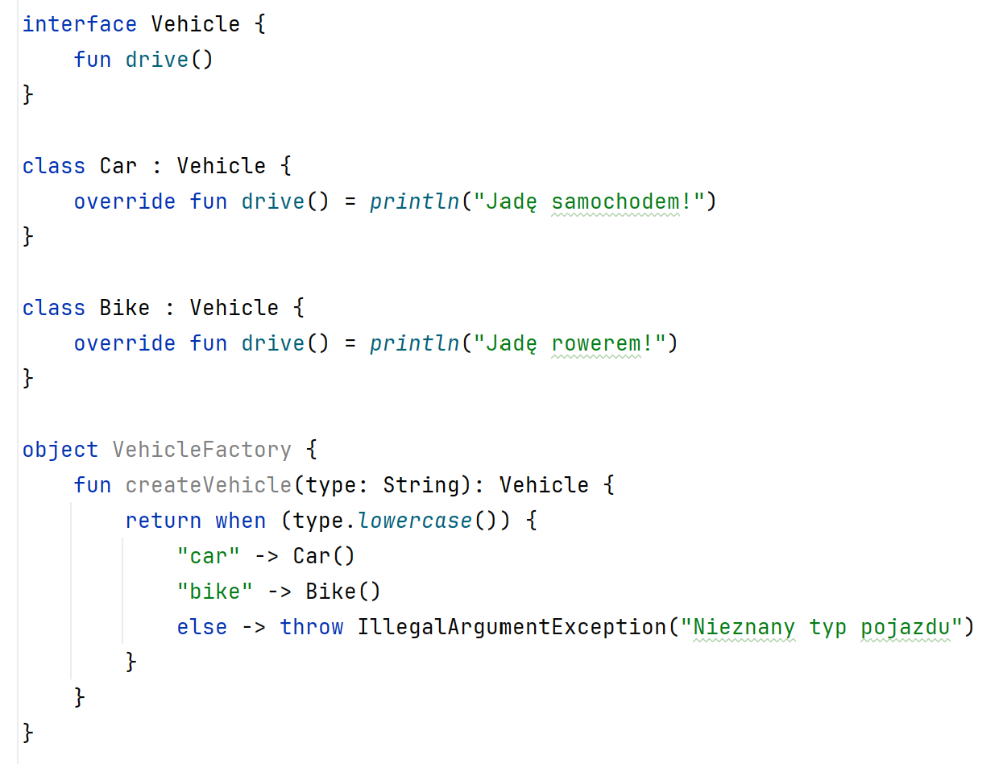 interface Vehicle {
    fun drive()
}

class Car : Vehicle {
    override fun drive() = println("Jadę samochodem!")
}

class Bike : Vehicle {
    override fun drive() = println("Jadę rowerem!")
}

object VehicleFactory {
    fun createVehicle(type: String): Vehicle {
        return when (type.lowercase()) {
            "car" -> Car()
            "bike" -> Bike()
            else -> throw IllegalArgumentException("Nieznany typ pojazdu")
        }
    }
}